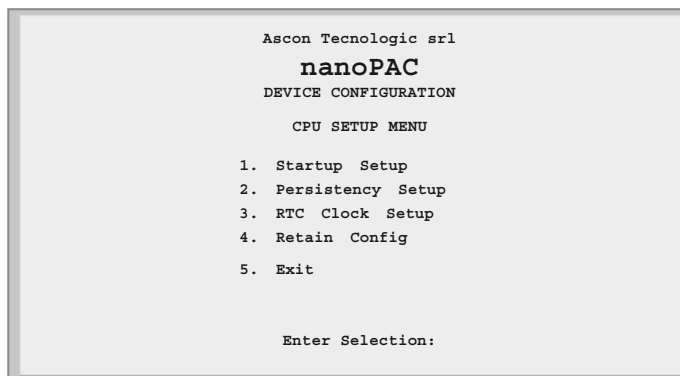 Ascon Tecnologic srl
nanoPAC
DEVICE CONFIGURATION
CPU SETUP MENU
1. Startup Setup
2. Persistency Setup
3. RTC Clock Setup
4. Retain Config
5. Exit
Enter Selection: